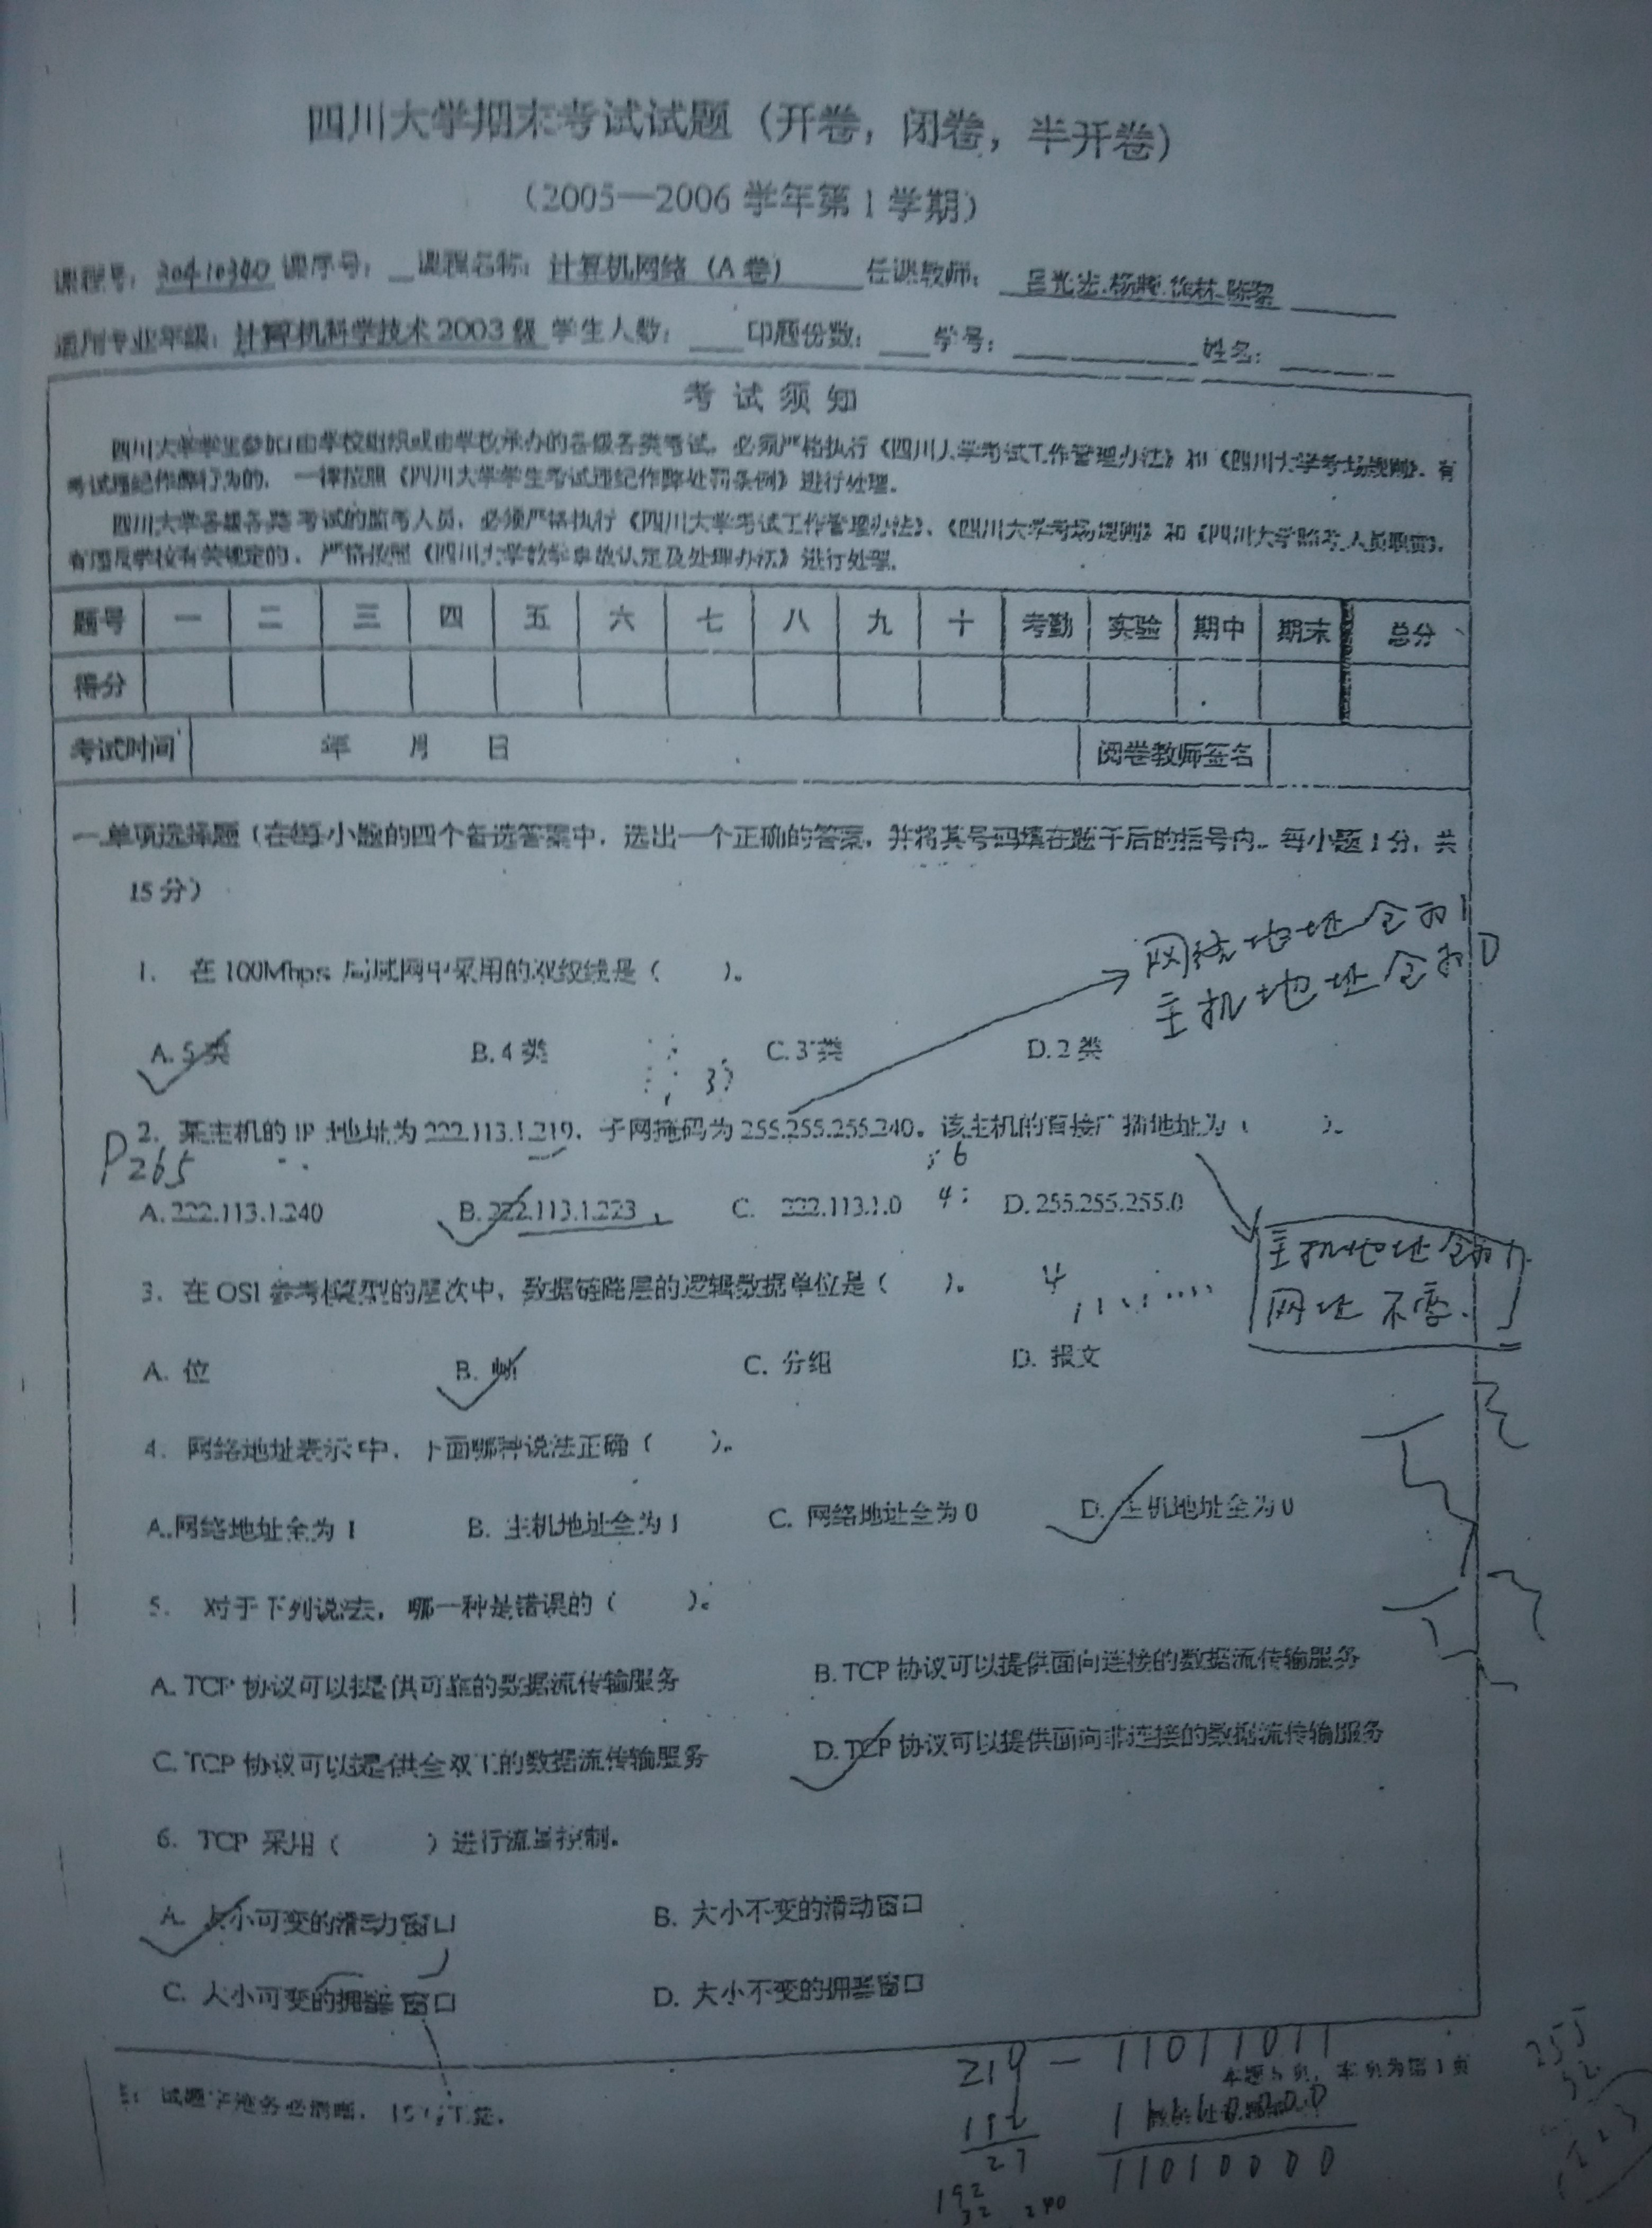 四川大学期末考试试题（开卷，闭卷，半开卷）
（2005—2006 学年第 1 学期）
课程号：30410340 课序号： 课程名称：计算机网络（A 卷） 任课教师：
适用专业年级：计算机科学技术 2003 级 学生人数： 印题份数： 学号： 姓名：
考 试 须 知
四川大学学生参加由学校组织或由学校承办的各级各类考试，必须严格执行《四川大学考试工作管理办法》和《四川大学考场规则》。有
考试违纪作弊行为的，一律按照《四川大学学生考试违纪作弊处罚条例》进行处理。
四川大学各级各类考试的监考人员，必须严格执行《四川大学考试工作管理办法》、《四川大学考场规则》和《四川大学监考人员职责》。
有违反学校有关规定的，严格按照《四川大学教学事故认定及处理办法》进行处理。
题号 一 二 三 四 五 六 七 八 九 十 考勤 实验 期中 期末 总分
得分
考试时间 年 月 日 阅卷教师签名
一.单项选择题（在每小题的四个备选答案中，选出一个正确的答案，并将其号码填在题干后的括号内。每小题 1 分，共
15 分）
网络地址全为1
主机地址全为0
1. 在 100Mbps 局域网中采用的双绞线是（ ）。
A. 5 类 B. 4 类 C. 3 类 D. 2 类
2. 某主机的 IP 地址为 222.113.1.219，子网掩码为 255.255.255.240。该主机的直接广播地址为（ ）。
P265
A. 222.113.1.240 B. 222.113.1.223 C. 222.113.1.0 D. 255.255.255.0
主机地址全为1.
网址不变.
3. 在 OSI 参考模型的层次中，数据链路层的逻辑数据单位是（ ）。
A. 位 B. 帧 C. 分组 D. 报文
4. 网络地址表示中，下面哪种说法正确（ ）。
A. 网络地址全为 1 B. 主机地址全为 1 C. 网络地址全为 0 D. 主机地址全为 0
5. 对于下列说法，哪一种是错误的（ ）。
A. TCP 协议可以提供可靠的数据流传输服务 B. TCP 协议可以提供面向连接的数据流传输服务
C. TCP 协议可以提供全双工的数据流传输服务 D. TCP 协议可以提供面向非连接的数据流传输服务
6. TCP 采用（ ）进行流量控制。
A. 大小可变的滑动窗口 B. 大小不变的滑动窗口
C. 大小可变的拥塞窗口 D. 大小不变的拥塞窗口
219 — 11011011
本题 5 页，本页为第 1 页
192
27 11010000
192
32 240